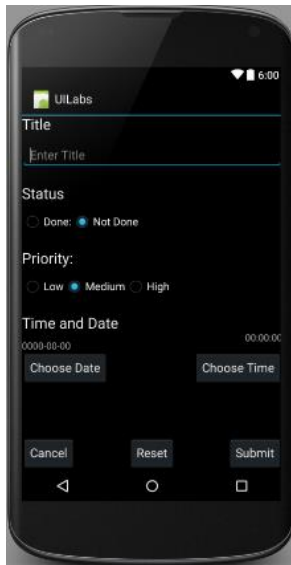 6:00
UILabs
Title
Enter Title
Status
Done: Not Done
Priority:
Low Medium High
Time and Date
0000-00-00 00:00:00
Choose Date Choose Time
Cancel Reset Submit